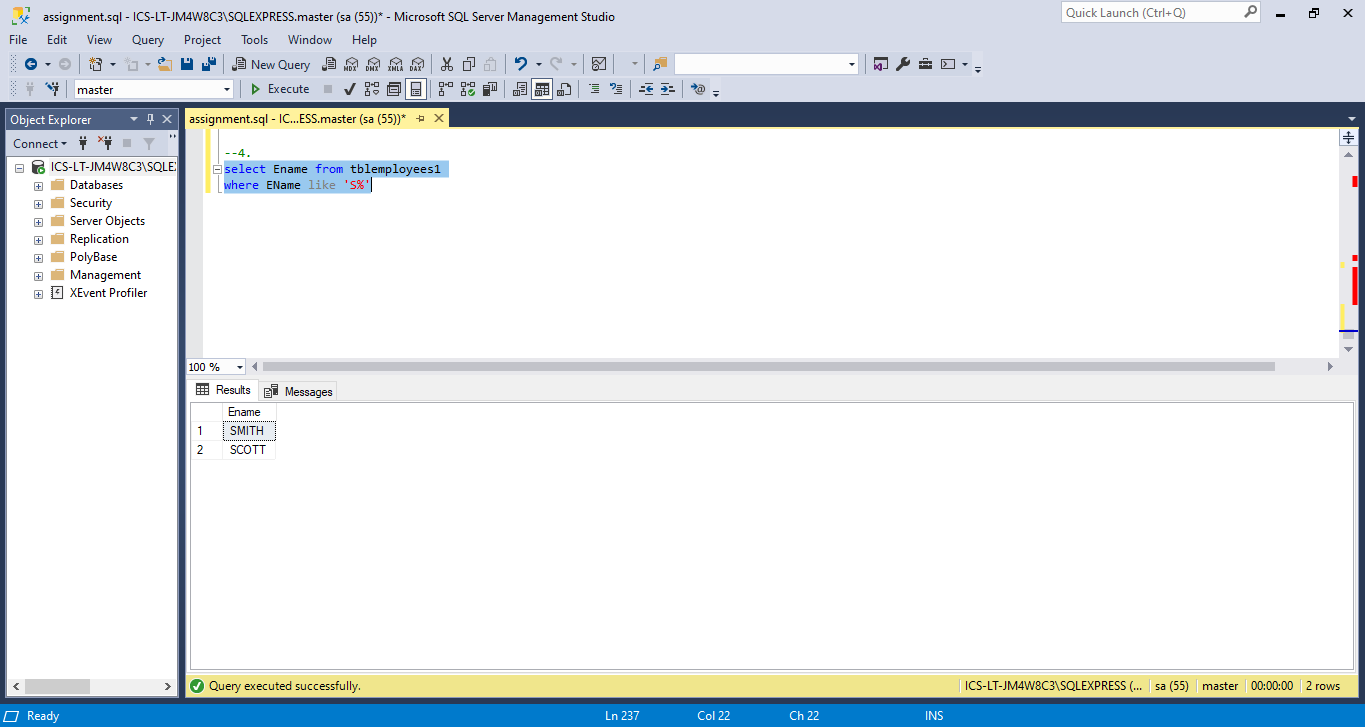 assignment.sql - ICS-LT-JM4W8C3\SQLEXPRESS.master (sa (55))* - Microsoft SQL Server Management Studio
Quick Launch (Ctrl+Q)
File Edit View Query Project Tools Window Help
New Query MDX DMX XMLA DAX
master Execute
Object Explorer
assignment.sql - IC...ESS.master (sa (55))*
Connect
ICS-LT-JM4W8C3\SQLE
Databases
Security
Server Objects
Replication
PolyBase
Management
XEvent Profiler
--4.
select Ename from tblemployees1
where EName like 'S%'
100 %
Results Messages
Ename
1 SMITH
2 SCOTT
Query executed successfully. ICS-LT-JM4W8C3\SQLEXPRESS (... sa (55) master 00:00:00 2 rows
Ready Ln 237 Col 22 Ch 22 INS